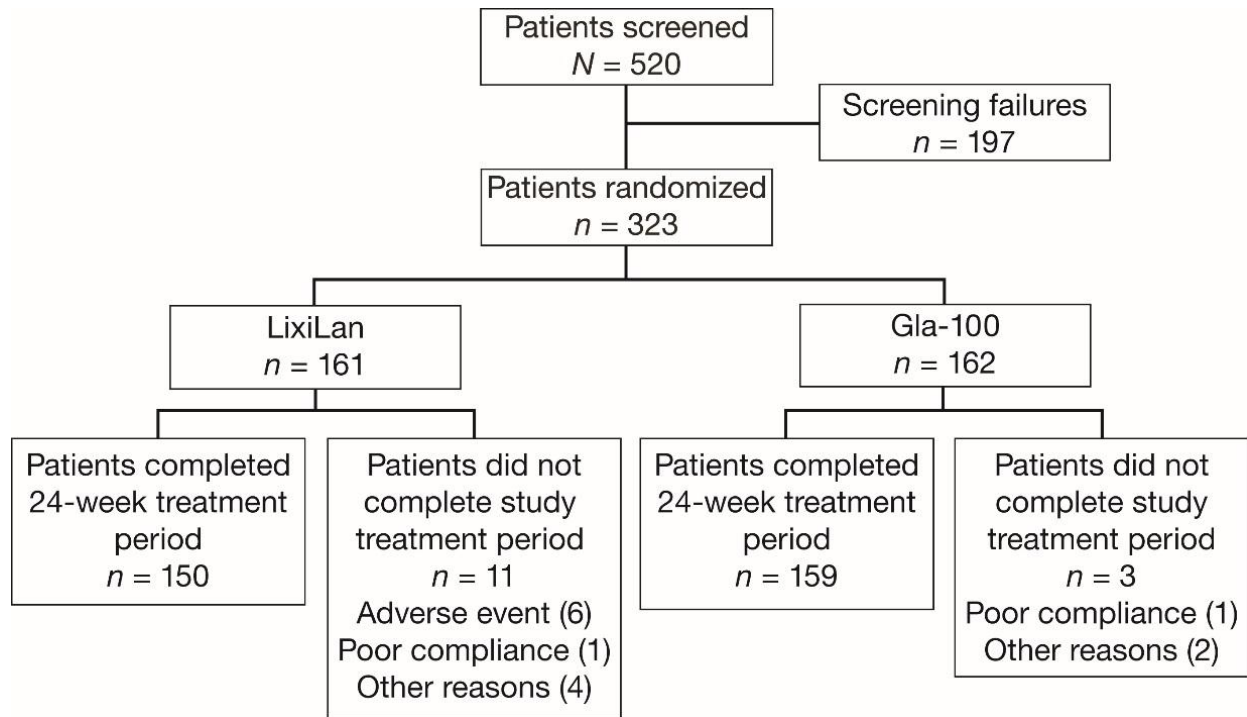 Patients screened
N = 520
Screening failures
n = 197
Patients randomized
n = 323
LixiLan
n = 161
Gla-100
n = 162
Patients completed
24-week treatment
period
n = 150
Patients did not
complete study
treatment period
n = 11
Adverse event (6)
Poor compliance (1)
Other reasons (4)
Patients completed
24-week treatment
period
n = 159
Patients did not
complete study
treatment period
n = 3
Poor compliance (1)
Other reasons (2)